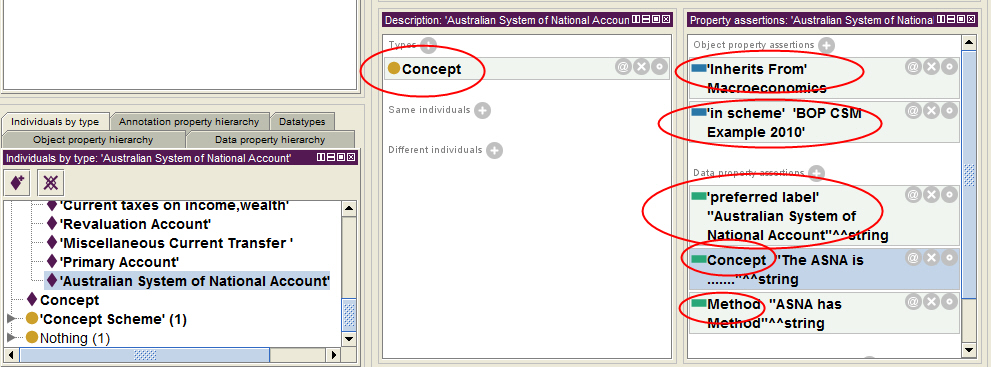 Individuals by type
Annotation property hierarchy
Datatypes
Object property hierarchy
Data property hierarchy
Individuals by type: 'Australian System of National Account'
'Current taxes on income,wealth'
'Revaluation Account'
'Miscellaneous Current Transfer '
'Primary Account'
'Australian System of National Account'
Concept
'Concept Scheme' (1)
Nothing (1)
Description: 'Australian System of National Accoun
Types
Concept
Same individuals
Different individuals
Property assertions: 'Australian System of Nationa
Object property assertions
'Inherits From'
Macroeconomics
'in scheme' 'BOP CSM
Example 2010'
Data property assertions
'preferred label'
"Australian System of
National Account"^^string
Concept "The ASNA is
......."^^string
Method "ASNA has
Method"^^string